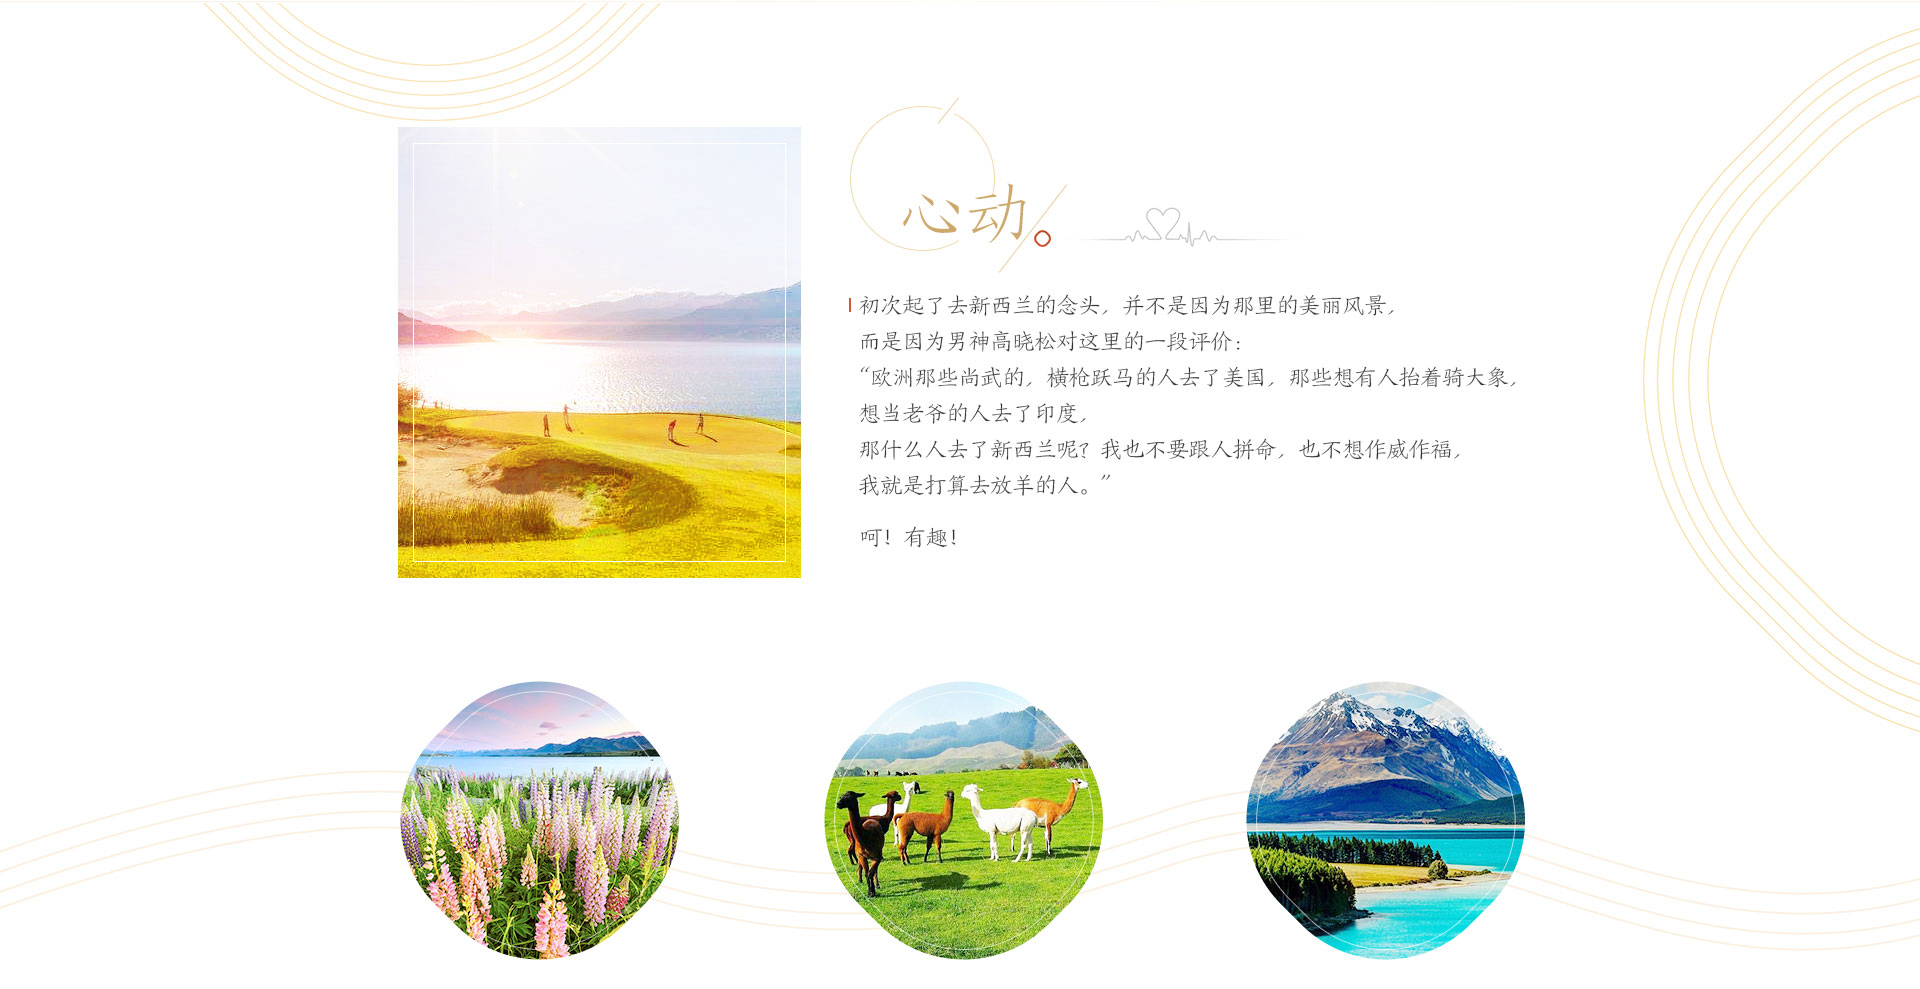 心动。
初次起了去新西兰的念头，并不是因为那里的美丽风景，
而是因为男神高晓松对这里的一段评价：
“欧洲那些尚武的，横枪跃马的人去了美国，那些想有人抬着骑大象，
想当老爷的人去了印度，
那什么人去了新西兰呢？我也不要跟人拼命，也不想作威作福，
我就是打算去放羊的人。”
呵！有趣！